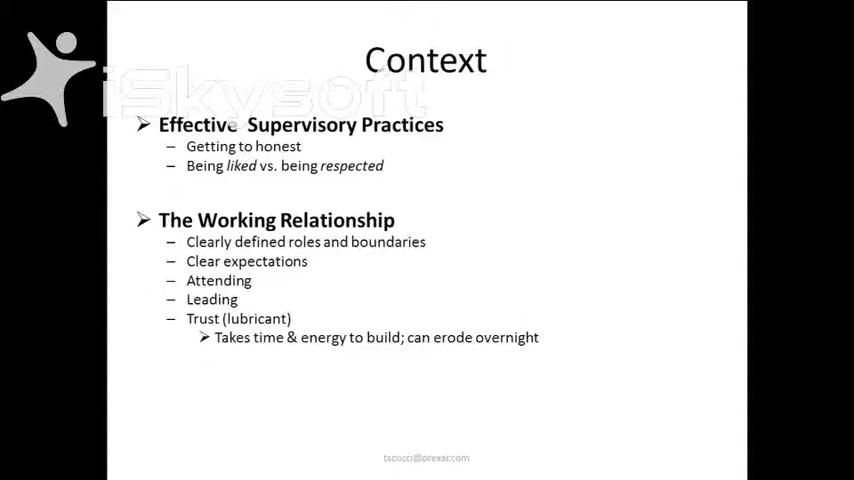 Context
iSkysoft
➢ Effective Supervisory Practices
– Getting to honest
– Being liked vs. being respected
➢ The Working Relationship
– Clearly defined roles and boundaries
– Clear expectations
– Attending
– Leading
– Trust (lubricant)
➢ Takes time & energy to build; can erode overnight
tscucci@prexar.com